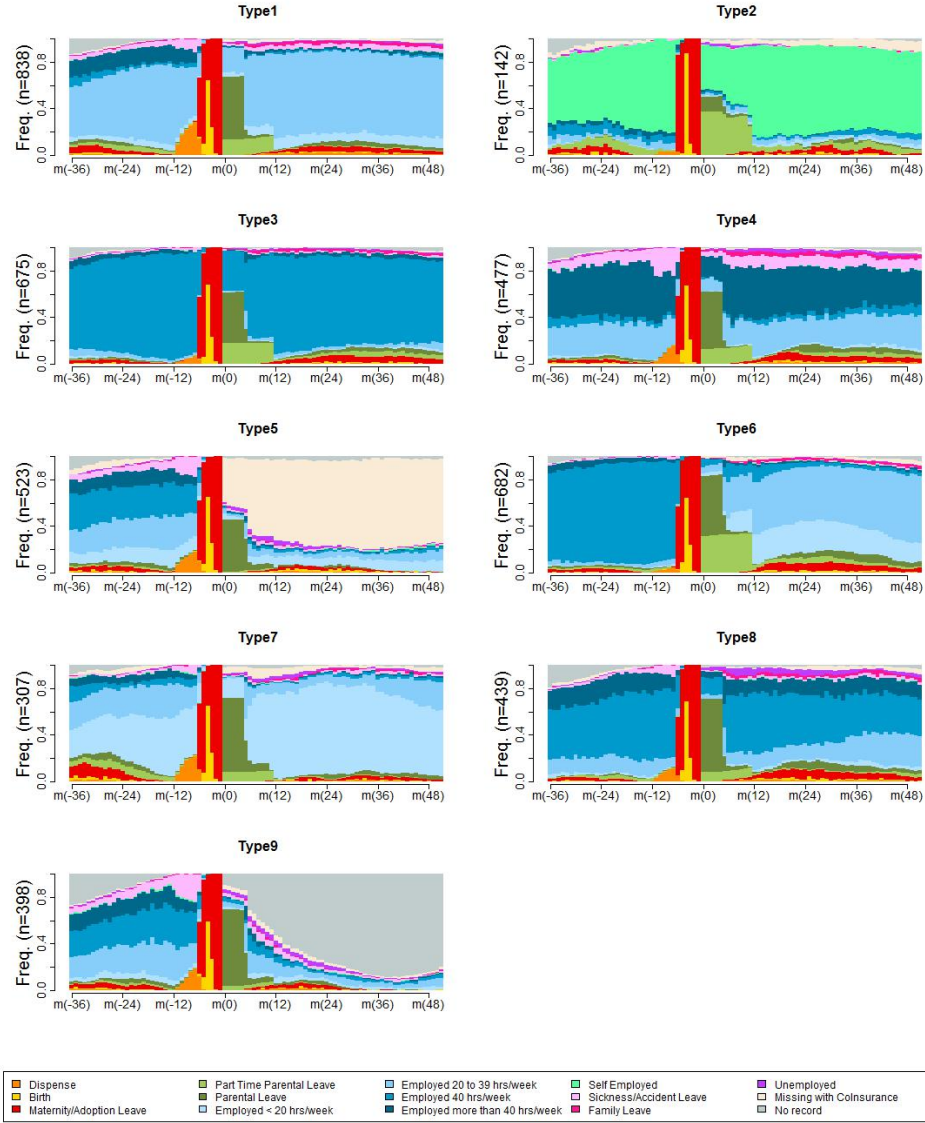 Type1
Freq. (n=838)
0.0 0.4 0.8
m(-36) m(-24) m(-12) m(0) m(12) m(24) m(36) m(48)
Type2
Freq. (n=142)
0.0 0.4 0.8
m(-36) m(-24) m(-12) m(0) m(12) m(24) m(36) m(48)
Type3
Freq. (n=675)
0.0 0.4 0.8
m(-36) m(-24) m(-12) m(0) m(12) m(24) m(36) m(48)
Type4
Freq. (n=477)
0.0 0.4 0.8
m(-36) m(-24) m(-12) m(0) m(12) m(24) m(36) m(48)
Type5
Freq. (n=523)
0.0 0.4 0.8
m(-36) m(-24) m(-12) m(0) m(12) m(24) m(36) m(48)
Type6
Freq. (n=682)
0.0 0.4 0.8
m(-36) m(-24) m(-12) m(0) m(12) m(24) m(36) m(48)
Type7
Freq. (n=307)
0.0 0.4 0.8
m(-36) m(-24) m(-12) m(0) m(12) m(24) m(36) m(48)
Type8
Freq. (n=439)
0.0 0.4 0.8
m(-36) m(-24) m(-12) m(0) m(12) m(24) m(36) m(48)
Type9
Freq. (n=398)
0.0 0.4 0.8
m(-36) m(-24) m(-12) m(0) m(12) m(24) m(36) m(48)
Dispense
Birth
Maternity/Adoption Leave
Part Time Parental Leave
Parental Leave
Employed < 20 hrs/week
Employed 20 to 39 hrs/week
Employed 40 hrs/week
Employed more than 40 hrs/week
Self Employed
Sickness/Accident Leave
Family Leave
Unemployed
Missing with CoInsurance
No record